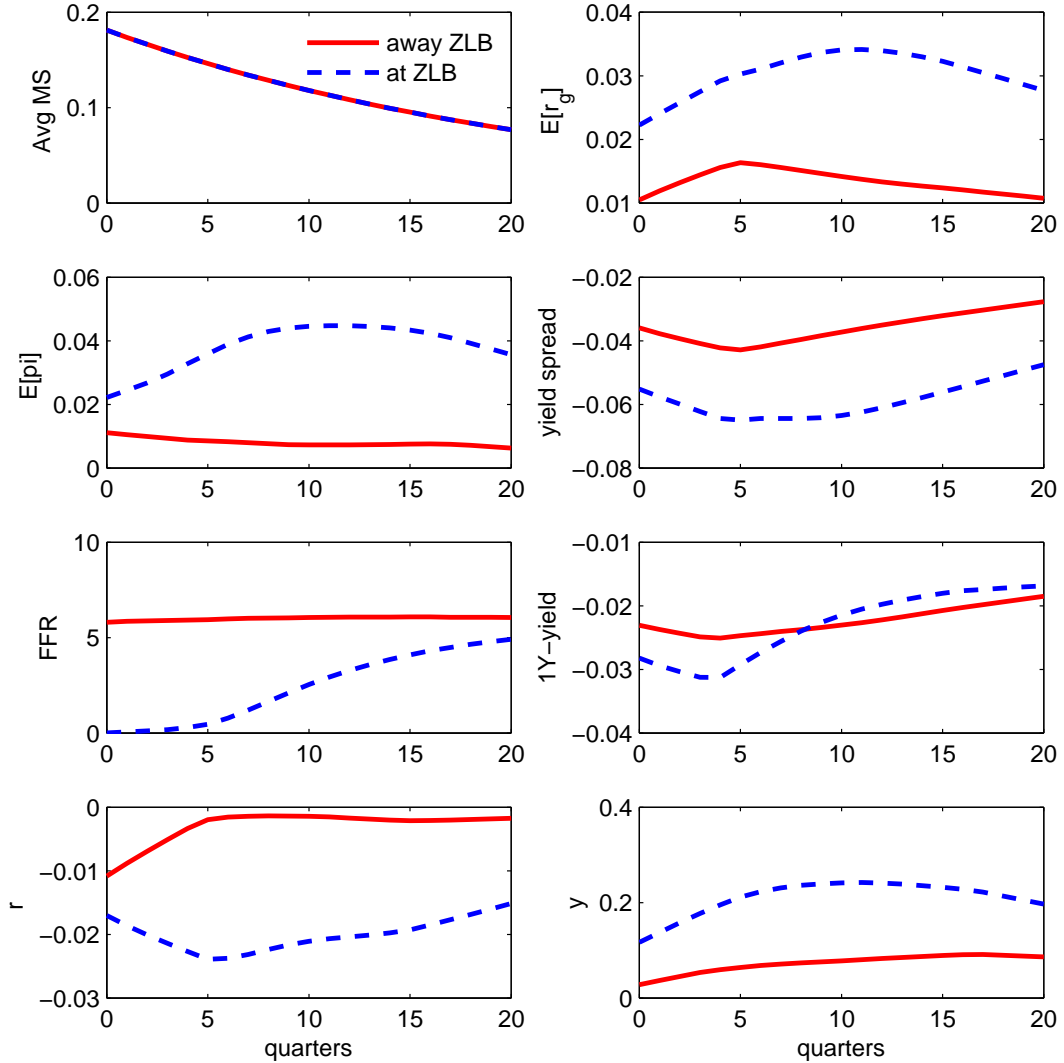 0.2
0.1
0
Avg MS
away ZLB
at ZLB
0 5 10 15 20
0.04
0.03
0.02
0.01
E[r_g]
0 5 10 15 20
0.06
0.04
0.02
0
E[pi]
0 5 10 15 20
−0.02
−0.04
−0.06
−0.08
yield spread
0 5 10 15 20
10
5
0
FFR
0 5 10 15 20
−0.01
−0.02
−0.03
−0.04
1Y−yield
0 5 10 15 20
0
−0.01
−0.02
−0.03
r
0 5 10 15 20
quarters
0.4
0.2
0
y
0 5 10 15 20
quarters